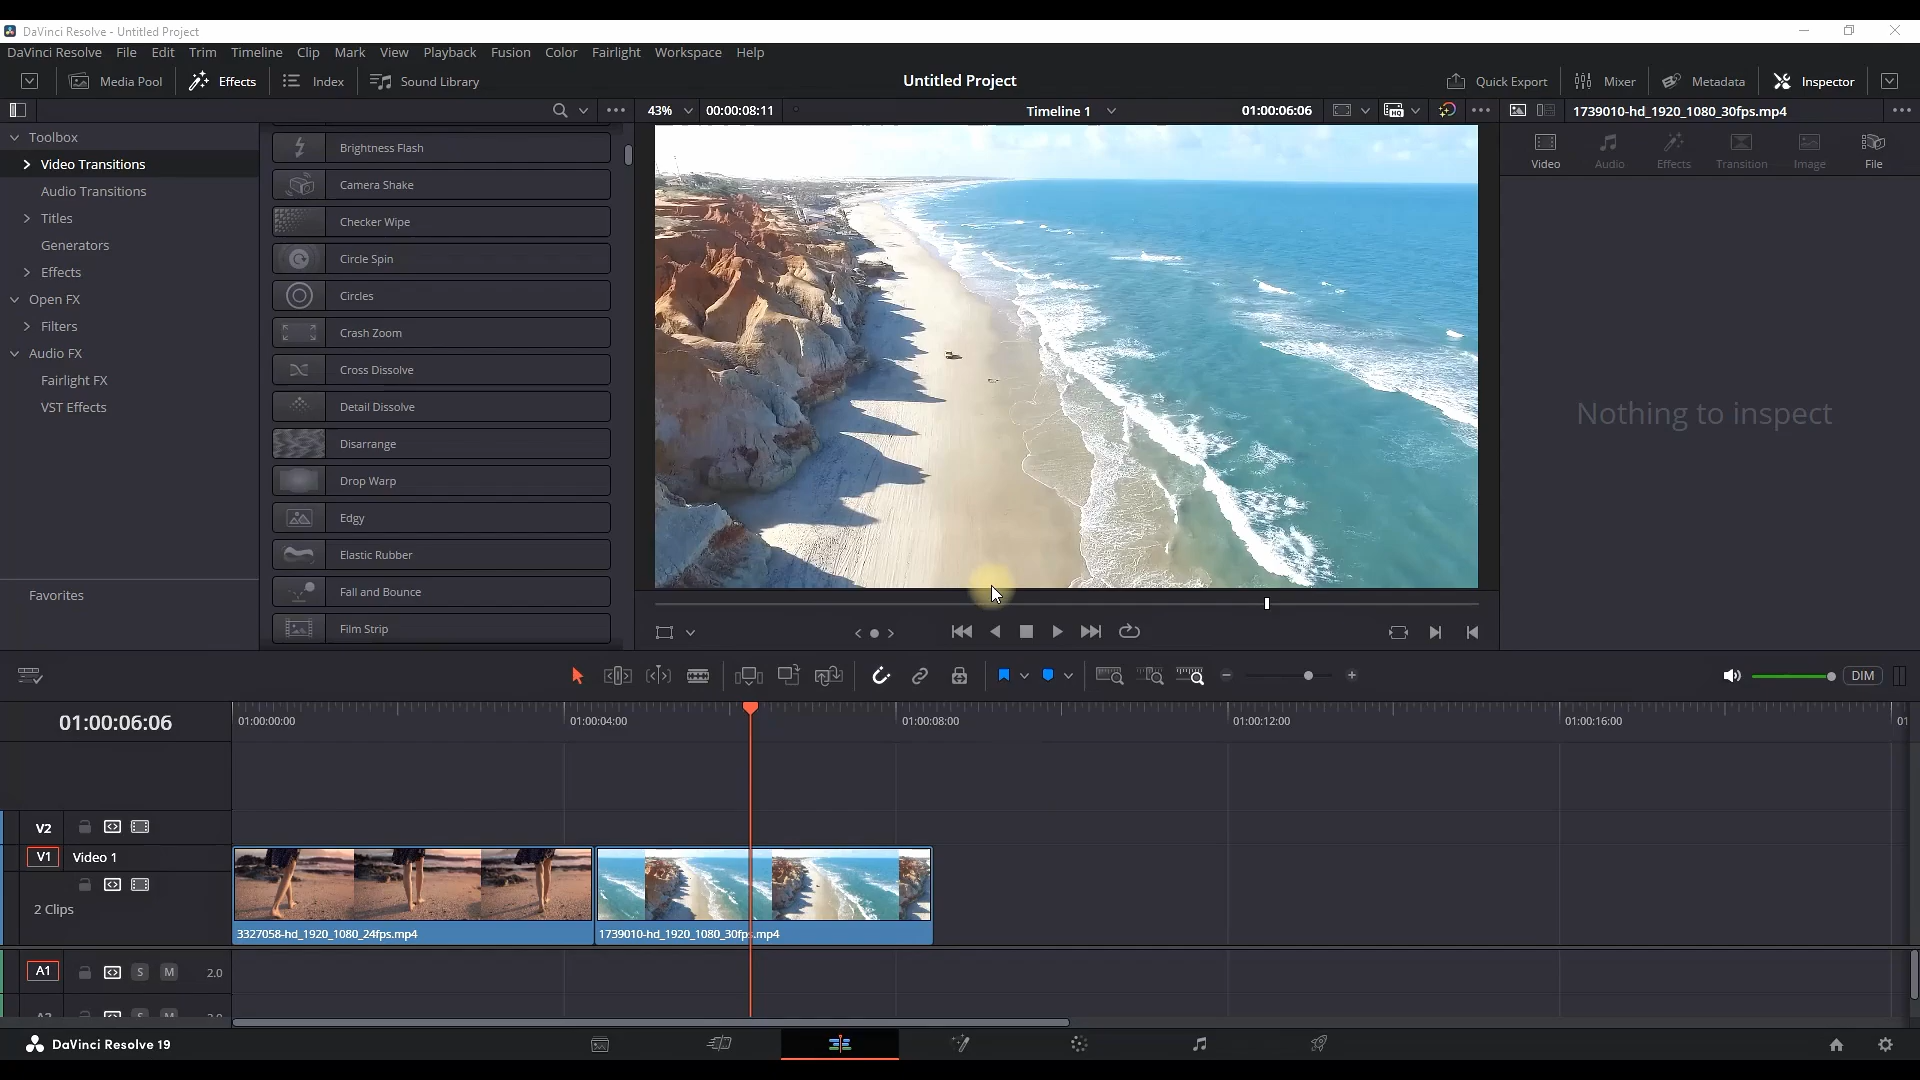 DaVinci Resolve - Untitled Project
DaVinci Resolve File Edit Trim Timeline Clip Mark View Playback Fusion Color Fairlight Workspace Help
Media Pool Effects Index Sound Library Untitled Project Quick Export Mixer Metadata Inspector
43% 00:00:08:11 Timeline 1 01:00:06:06 HQ 1739010-hd_1920_1080_30fps.mp4
Toolbox
Video Transitions
Audio Transitions
Titles
Generators
Effects
Open FX
Filters
Audio FX
Fairlight FX
VST Effects
Favorites
Brightness Flash
Camera Shake
Checker Wipe
Circle Spin
Circles
Crash Zoom
Cross Dissolve
Detail Dissolve
Disarrange
Drop Warp
Edgy
Elastic Rubber
Fall and Bounce
Film Strip
Video Audio Effects Transition Image File
Nothing to inspect
DIM
01:00:06:06 01:00:00:00 01:00:04:00 01:00:08:00 01:00:12:00 01:00:16:00 01
V2
V1 Video 1
2 Clips
3327058-hd_1920_1080_24fps.mp4 1739010-hd_1920_1080_30fps.mp4
A1 S M 2.0
A2 S M 2.0
DaVinci Resolve 19